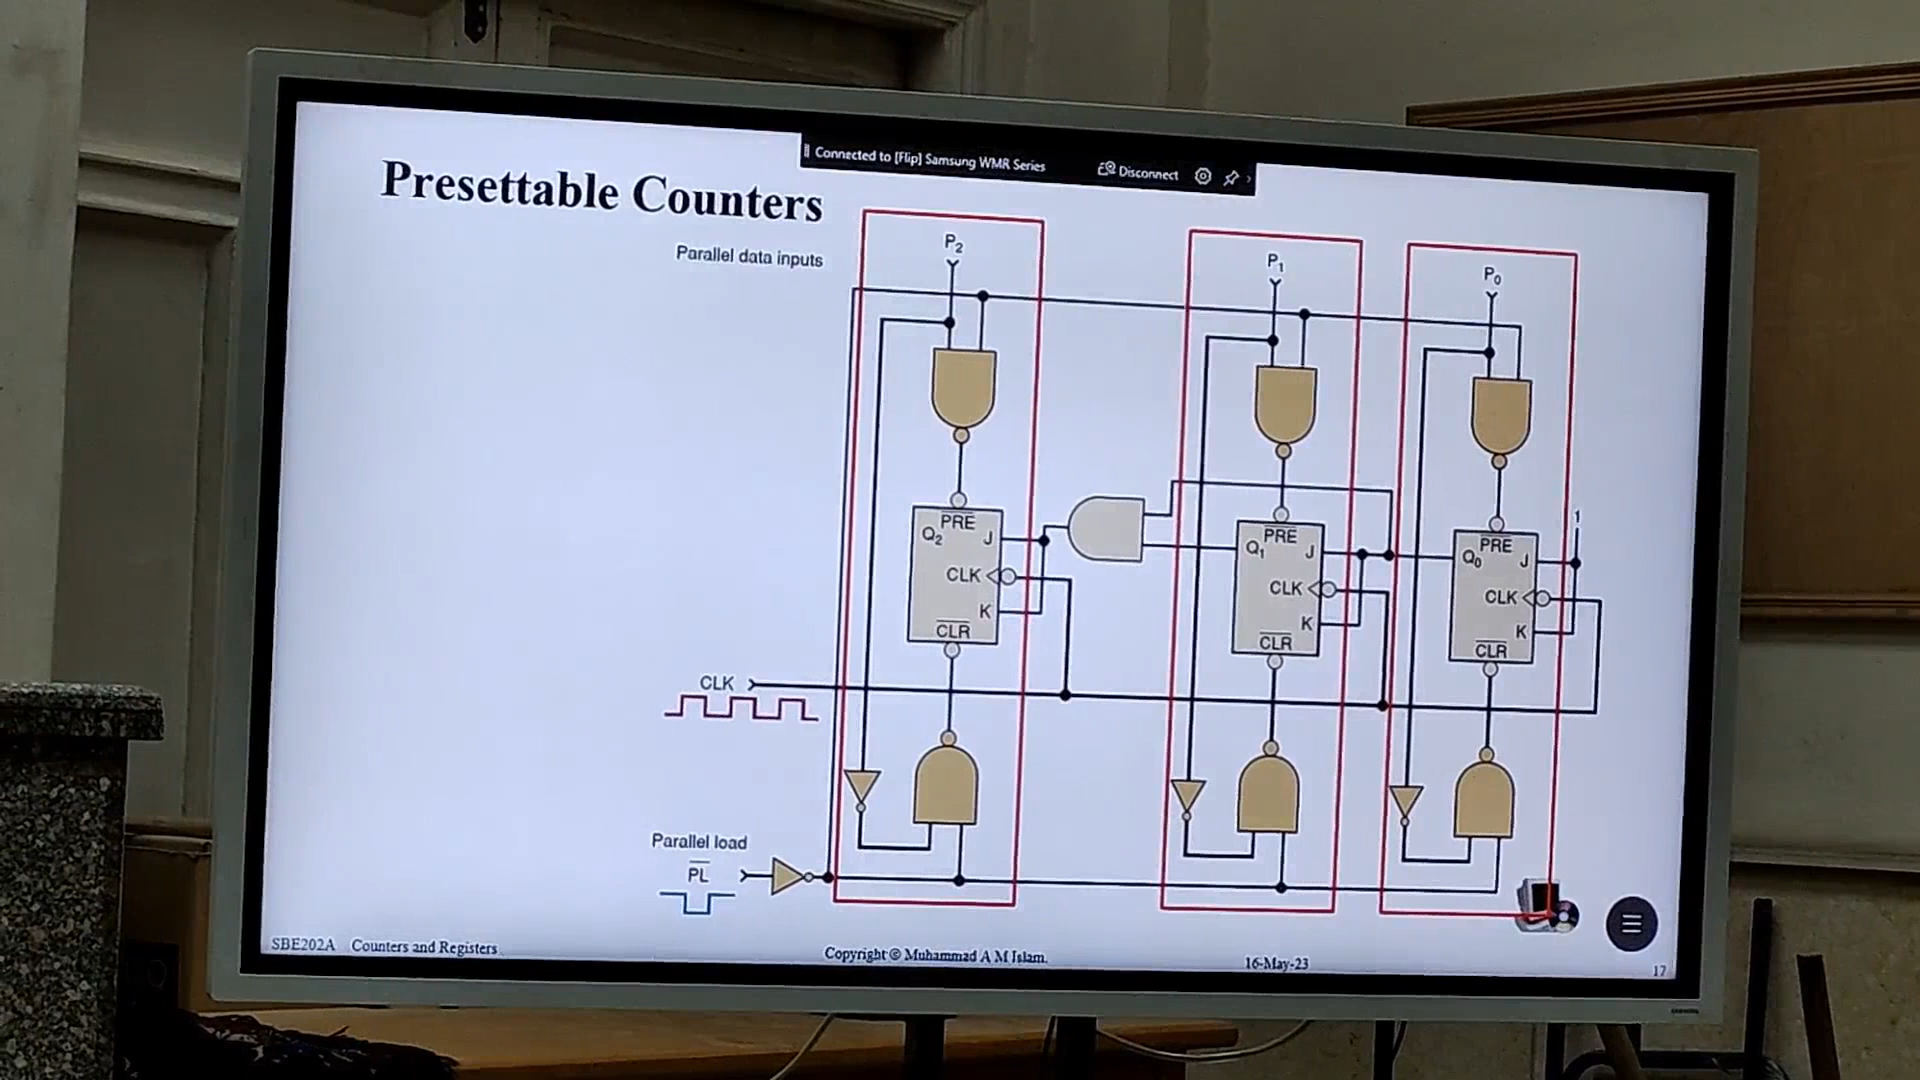 Connected to [Flip] Samsung WMR Series Disconnect
Presettable Counters
Parallel data inputs
P2 P1 P0
1
PRE PRE PRE
Q2 J Q1 J Q0 J
CLK CLK CLK
K K K
CLR CLR CLR
CLK
Parallel load
PL
SBE202A Counters and Registers
Copyright © Muhammad A M Islam.
16-May-23
17